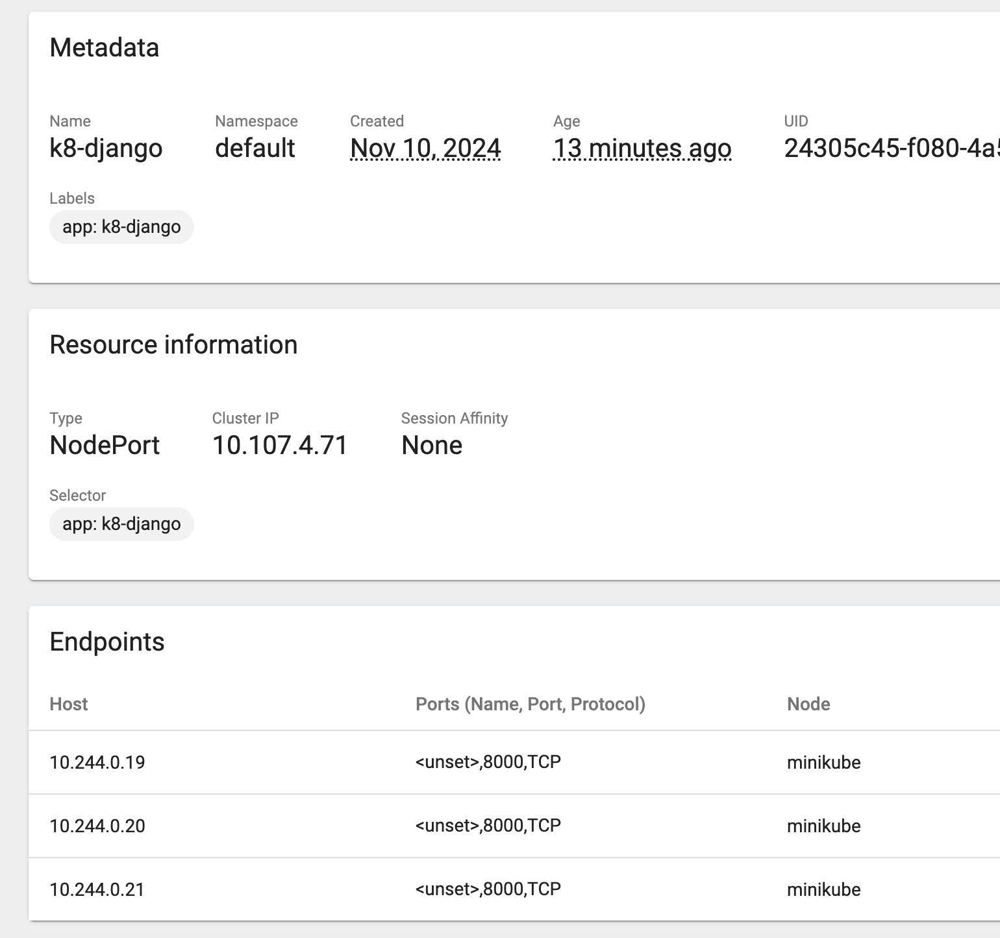 Metadata
Name Namespace Created Age UID
k8-django default Nov 10, 2024 13 minutes ago 24305c45-f080-4a5
Labels
app: k8-django
Resource information
Type Cluster IP Session Affinity
NodePort 10.107.4.71 None
Selector
app: k8-django
Endpoints
Host Ports (Name, Port, Protocol) Node
10.244.0.19 <unset>,8000,TCP minikube
10.244.0.20 <unset>,8000,TCP minikube
10.244.0.21 <unset>,8000,TCP minikube